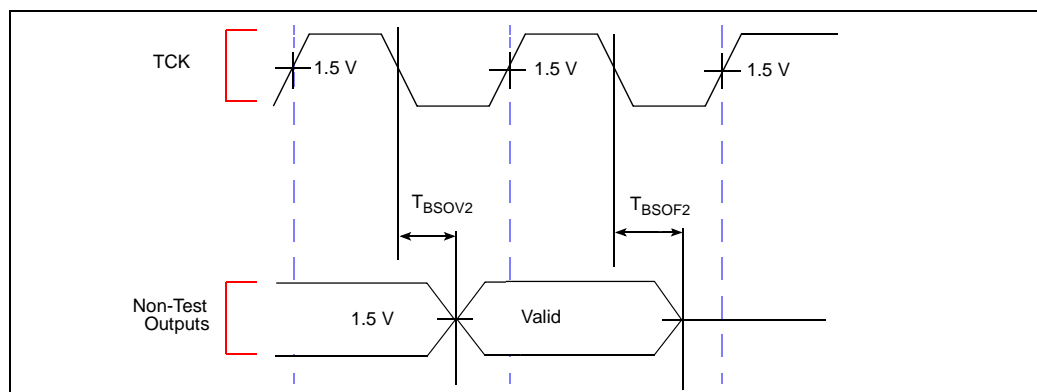 TCK
1.5 V
1.5 V
1.5 V
TBSOV2
TBSOF2
Non-Test
Outputs
1.5 V
Valid